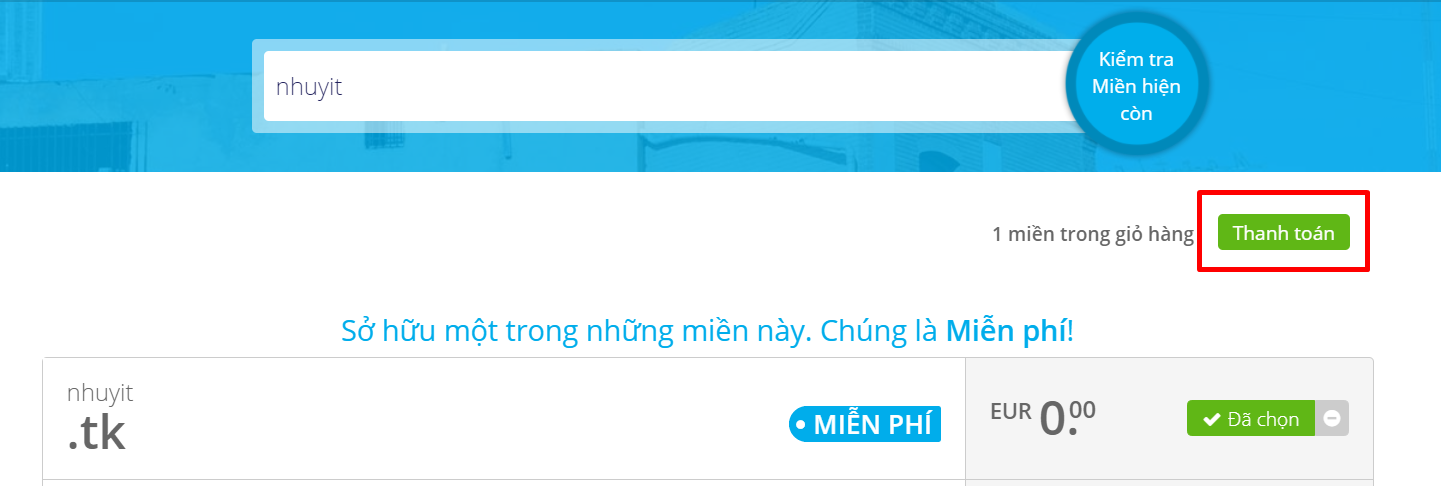 nhuyit
Kiểm tra
Miền hiện
còn
1 miền trong giỏ hàng
Thanh toán
Sở hữu một trong những miền này. Chúng là Miễn phí!
nhuyit
.tk
MIỄN PHÍ
EUR 0.00
Đã chọn